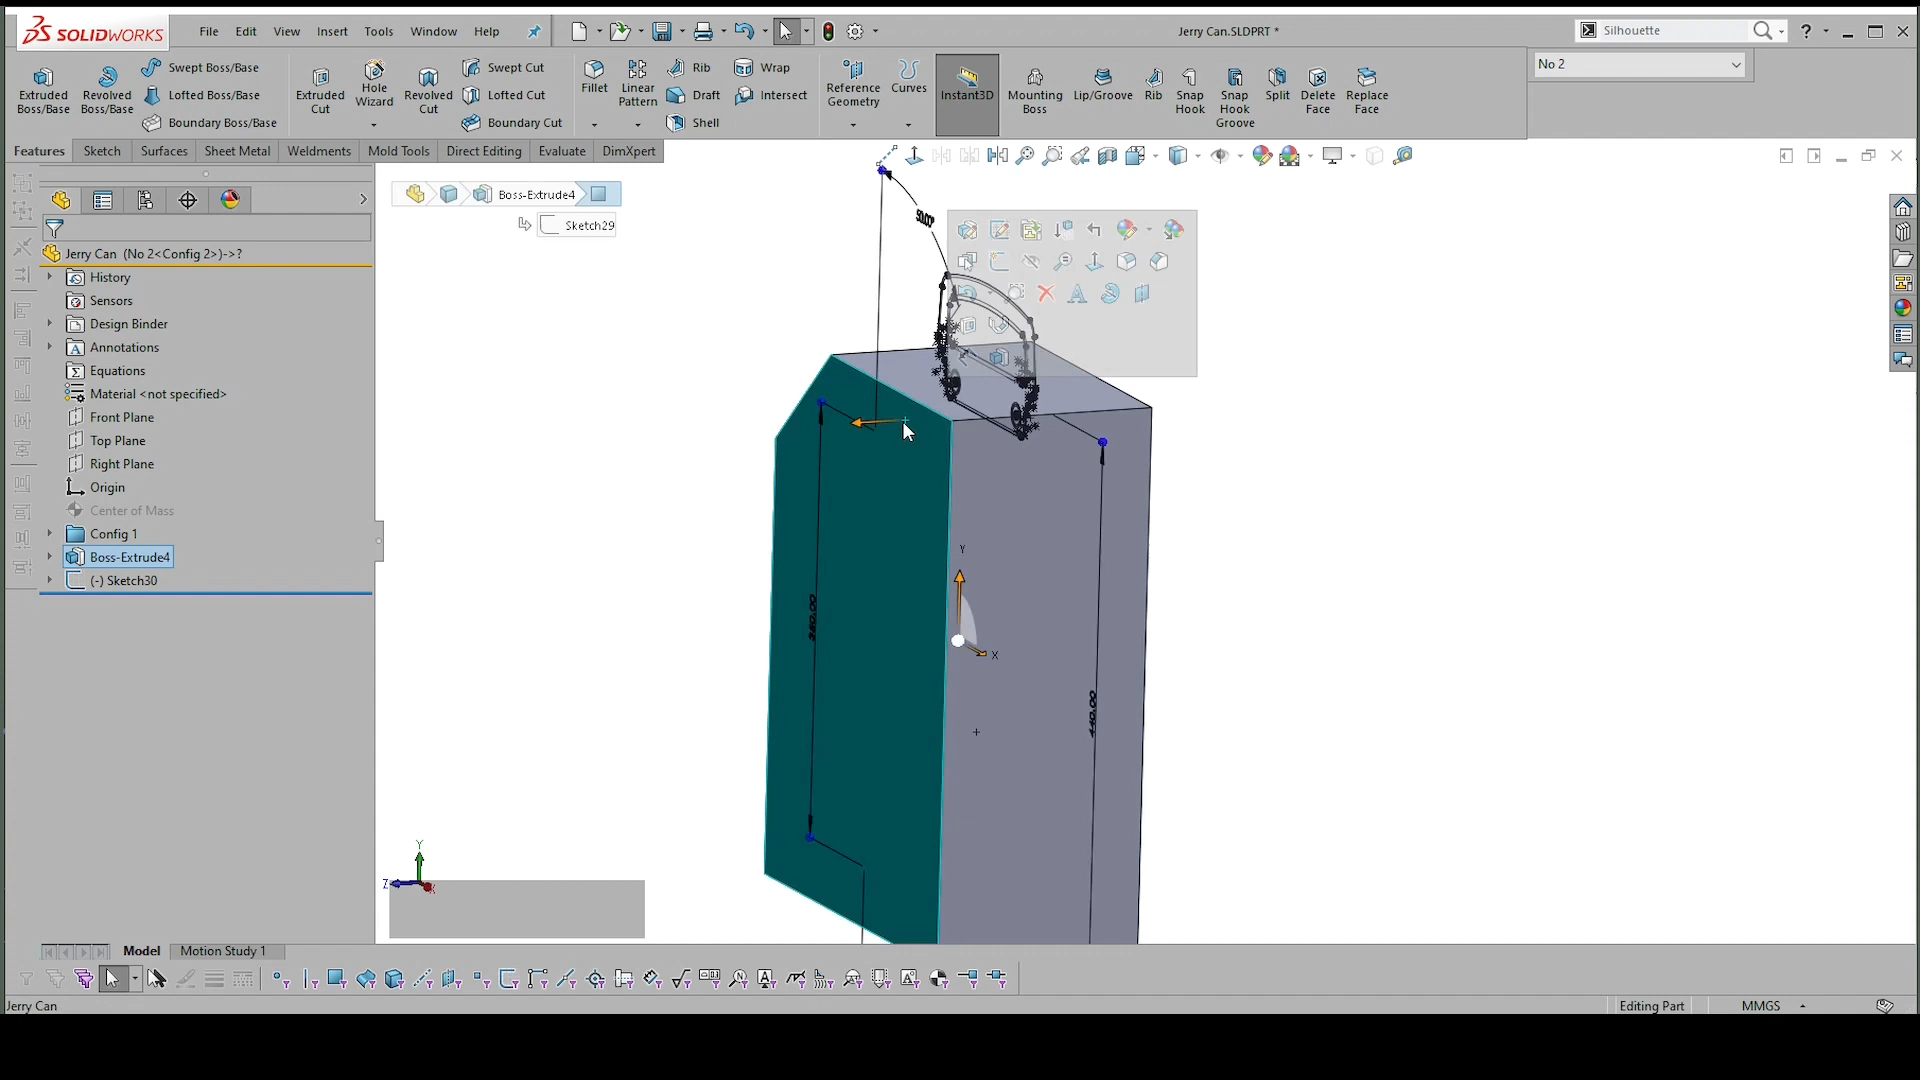 SOLIDWORKS
File Edit View Insert Tools Window Help
Jerry Can.SLDPRT *
Silhouette
?
Extruded Boss/Base
Revolved Boss/Base
Swept Boss/Base
Lofted Boss/Base
Boundary Boss/Base
Extruded Cut
Hole Wizard
Revolved Cut
Swept Cut
Lofted Cut
Boundary Cut
Fillet
Linear Pattern
Rib
Draft
Shell
Wrap
Intersect
Reference Geometry
Curves
Instant3D
Mounting Boss
Lip/Groove
Rib
Snap Hook
Snap Hook Groove
Split
Delete Face
Replace Face
No 2
Features Sketch Surfaces Sheet Metal Weldments Mold Tools Direct Editing Evaluate DimXpert
Boss-Extrude4
Sketch29
Jerry Can (No 2<Config 2>)->?
History
Sensors
Design Binder
Annotations
Equations
Material <not specified>
Front Plane
Top Plane
Right Plane
Origin
Center of Mass
Config 1
Boss-Extrude4
(-) Sketch30
440.00
Y
X
Y
Z
Model Motion Study 1
Jerry Can
Editing Part
MMGS